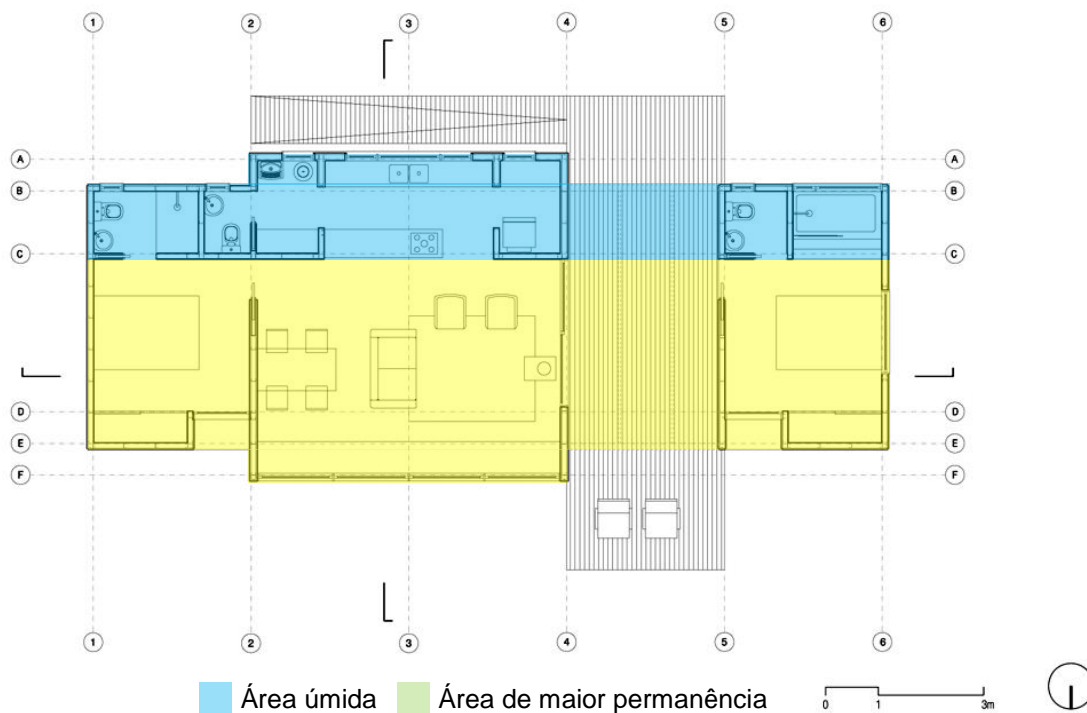 1 2 3 4 5 6
A A
B B
C C
D D
E E
F F
1 2 3 4 5 6
Área úmida Área de maior permanência
0 1 3m